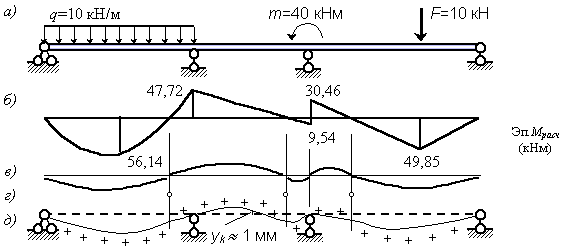 а)
q=10 кН/м
m=40 кНм
F=10 кН
б)
47,72
30,46
56,14
9,54
49,85
Эп Mрасч
(кНм)
в)
г)
д)
+ + + + + + + + + + + + + + + + + + + + + + + + +
yk ≈ 1 мм